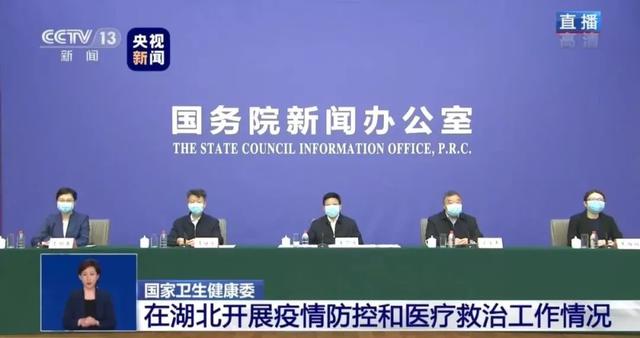 CCTV 13
新闻
央视
新闻
直播
高清
国务院新闻办公室
THE STATE COUNCIL INFORMATION OFFICE, P.R.C.
国家卫生健康委
在湖北开展疫情防控和医疗救治工作情况